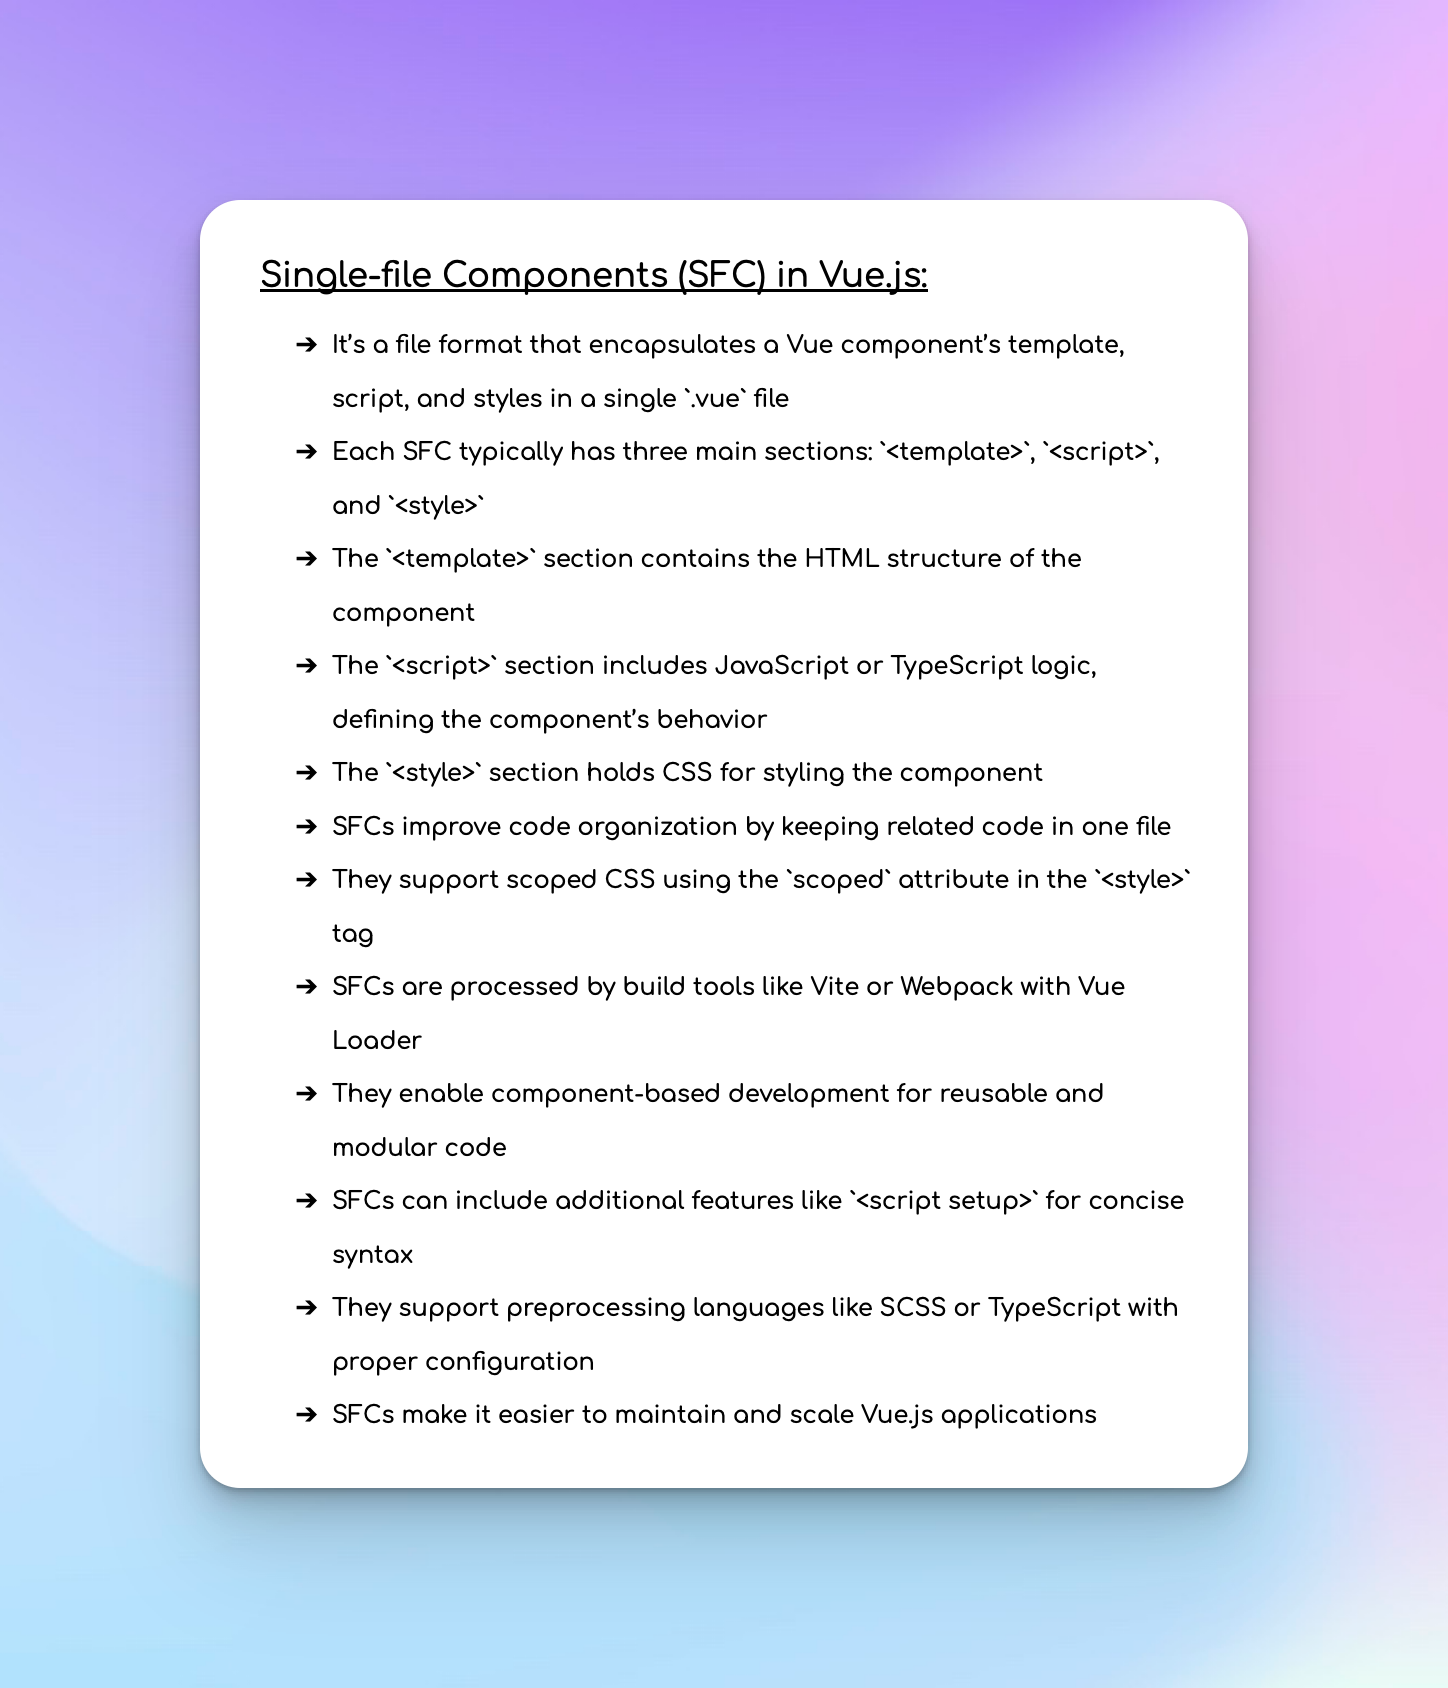 Single-file Components (SFC) in Vue.js:
➔ It’s a file format that encapsulates a Vue component’s template,
script, and styles in a single `.vue` file
➔ Each SFC typically has three main sections: `<template>`, `<script>`,
and `<style>`
➔ The `<template>` section contains the HTML structure of the
component
➔ The `<script>` section includes JavaScript or TypeScript logic,
defining the component’s behavior
➔ The `<style>` section holds CSS for styling the component
➔ SFCs improve code organization by keeping related code in one file
➔ They support scoped CSS using the `scoped` attribute in the `<style>`
tag
➔ SFCs are processed by build tools like Vite or Webpack with Vue
Loader
➔ They enable component-based development for reusable and
modular code
➔ SFCs can include additional features like `<script setup>` for concise
syntax
➔ They support preprocessing languages like SCSS or TypeScript with
proper configuration
➔ SFCs make it easier to maintain and scale Vue.js applications